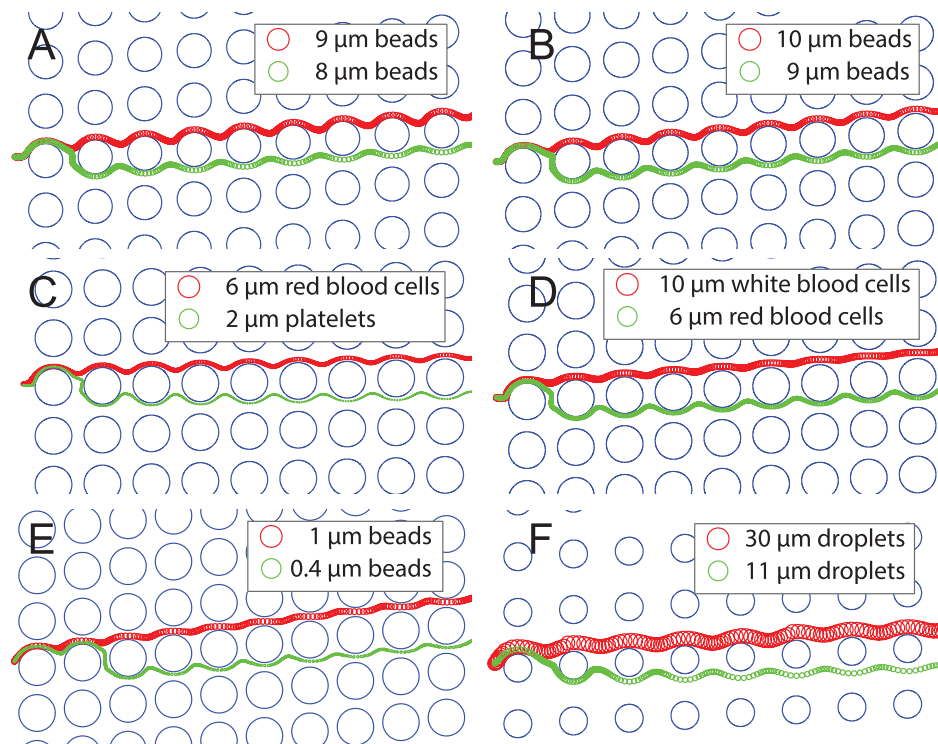 A
9 µm beads
8 µm beads
B
10 µm beads
9 µm beads
C
6 µm red blood cells
2 µm platelets
D
10 µm white blood cells
6 µm red blood cells
E
1 µm beads
0.4 µm beads
F
30 µm droplets
11 µm droplets